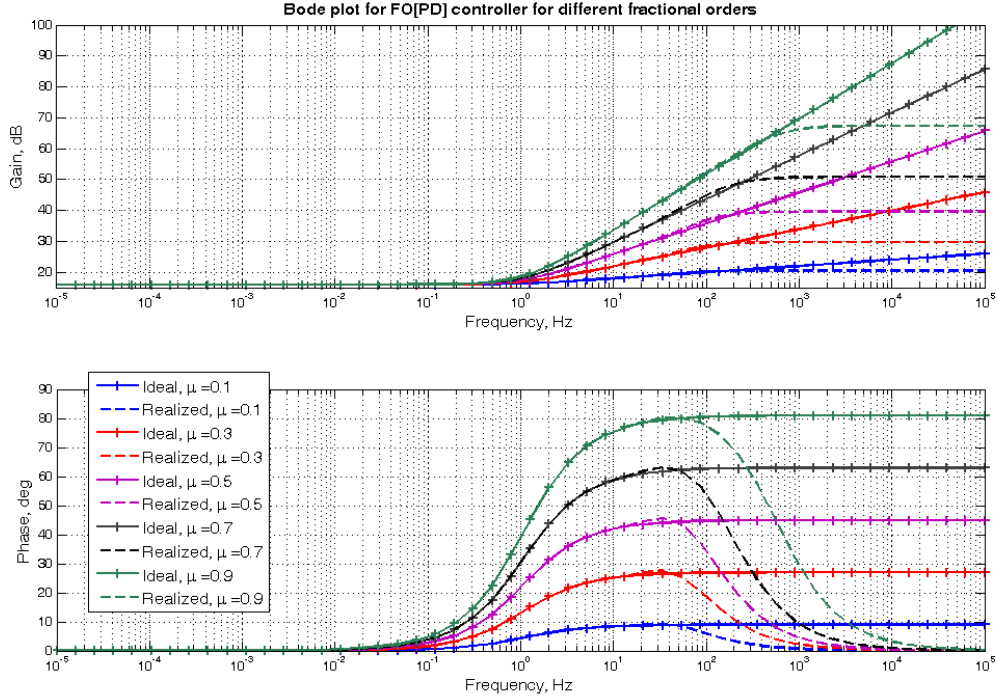 Bode plot for FO[PD] controller for different fractional orders
Gain, dB
100
90
80
70
60
50
40
30
20
10^-5 10^-4 10^-3 10^-2 10^-1 10^0 10^1 10^2 10^3 10^4 10^5
Frequency, Hz
Phase, deg
90
80
70
60
50
40
30
20
10
0
Ideal, μ =0.1
Realized, μ =0.1
Ideal, μ =0.3
Realized, μ =0.3
Ideal, μ =0.5
Realized, μ =0.5
Ideal, μ =0.7
Realized, μ =0.7
Ideal, μ =0.9
Realized, μ =0.9
10^-5 10^-4 10^-3 10^-2 10^-1 10^0 10^1 10^2 10^3 10^4 10^5
Frequency, Hz